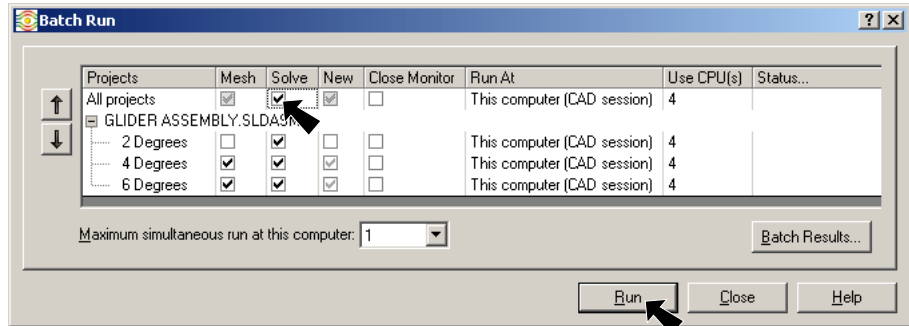 Batch Run
Projects Mesh Solve New Close Monitor Run At Use CPU(s) Status...
All projects This computer (CAD session) 4
GLIDER ASSEMBLY.SLDASM
2 Degrees This computer (CAD session) 4
4 Degrees This computer (CAD session) 4
6 Degrees This computer (CAD session) 4
Maximum simultaneous run at this computer: 1
Batch Results...
Run Close Help